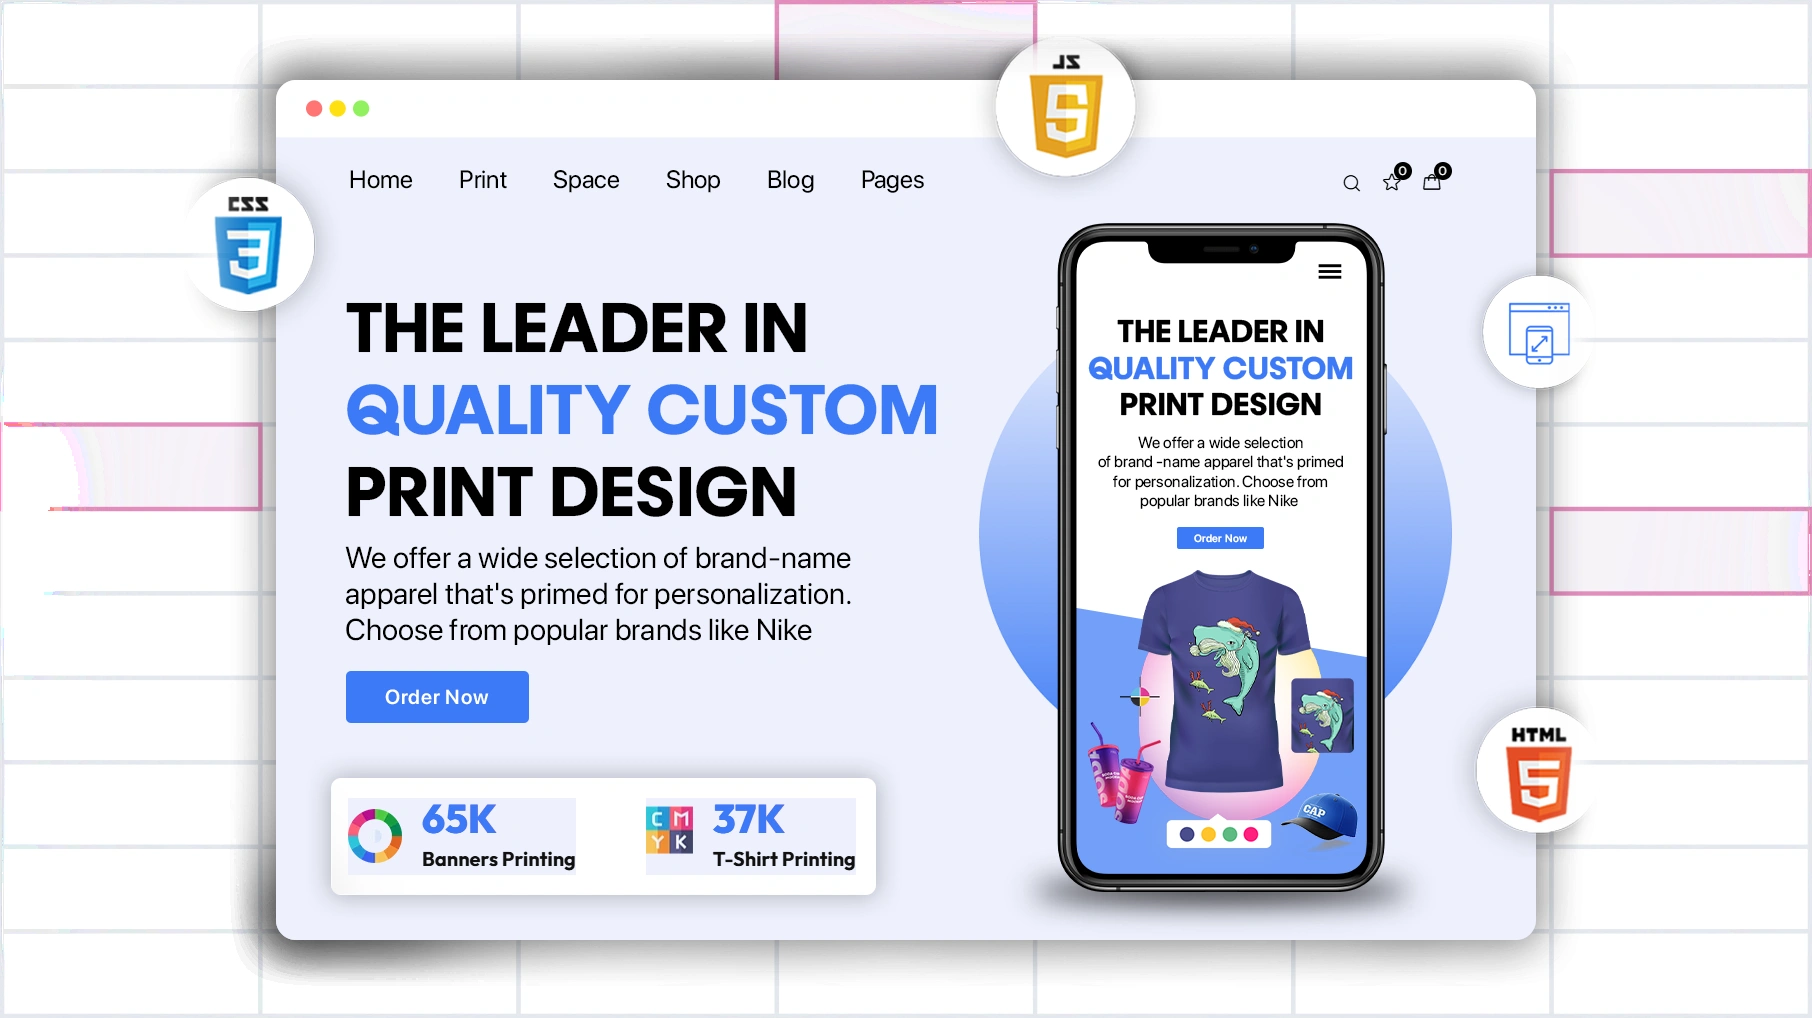 JS
5
Home Print Space Shop Blog Pages
0 0
CSS
3
THE LEADER IN
QUALITY CUSTOM
PRINT DESIGN
We offer a wide selection of brand-name
apparel that's primed for personalization.
Choose from popular brands like Nike
Order Now
65K
Banners Printing
C M
Y K
37K
T-Shirt Printing
THE LEADER IN
QUALITY CUSTOM
PRINT DESIGN
We offer a wide selection
of brand -name apparel that's primed
for personalization. Choose from
popular brands like Nike
Order Now
CAP
HTML
5